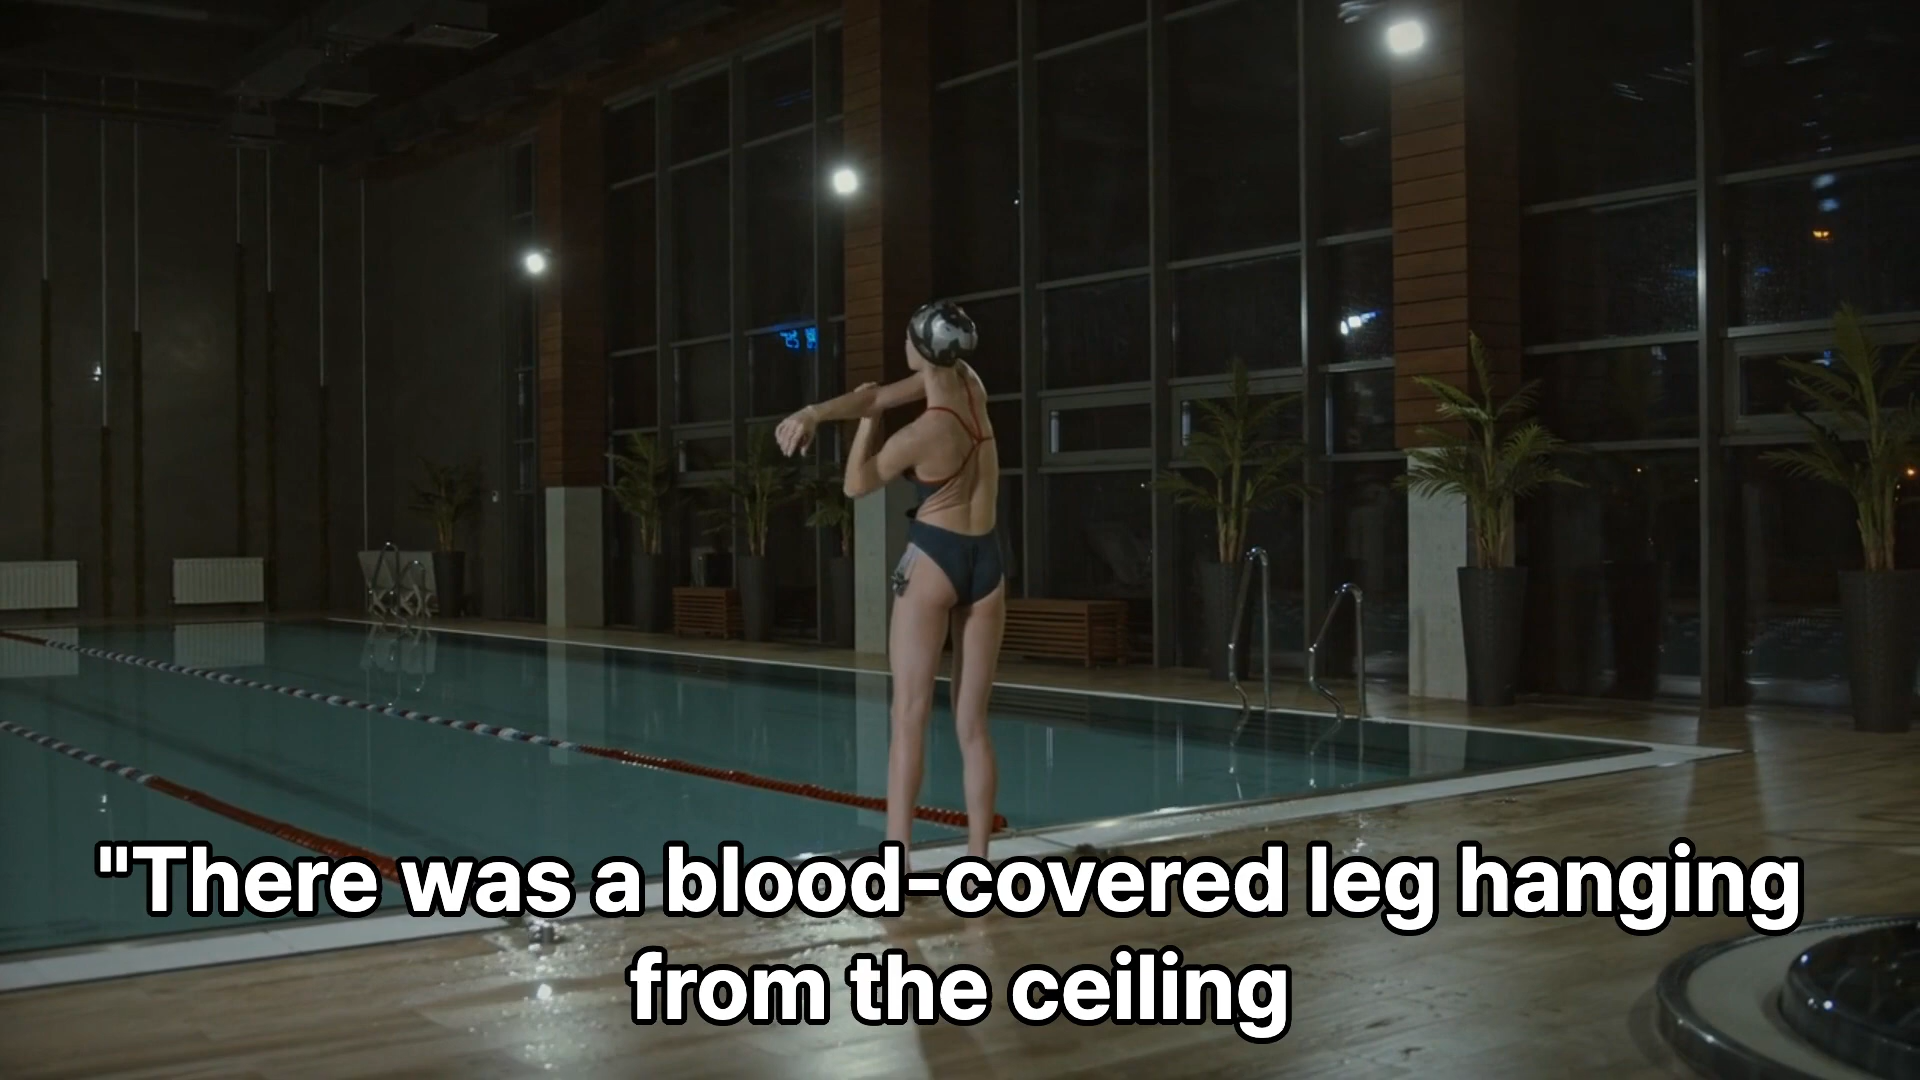 "There was a blood-covered leg hanging
from the ceiling